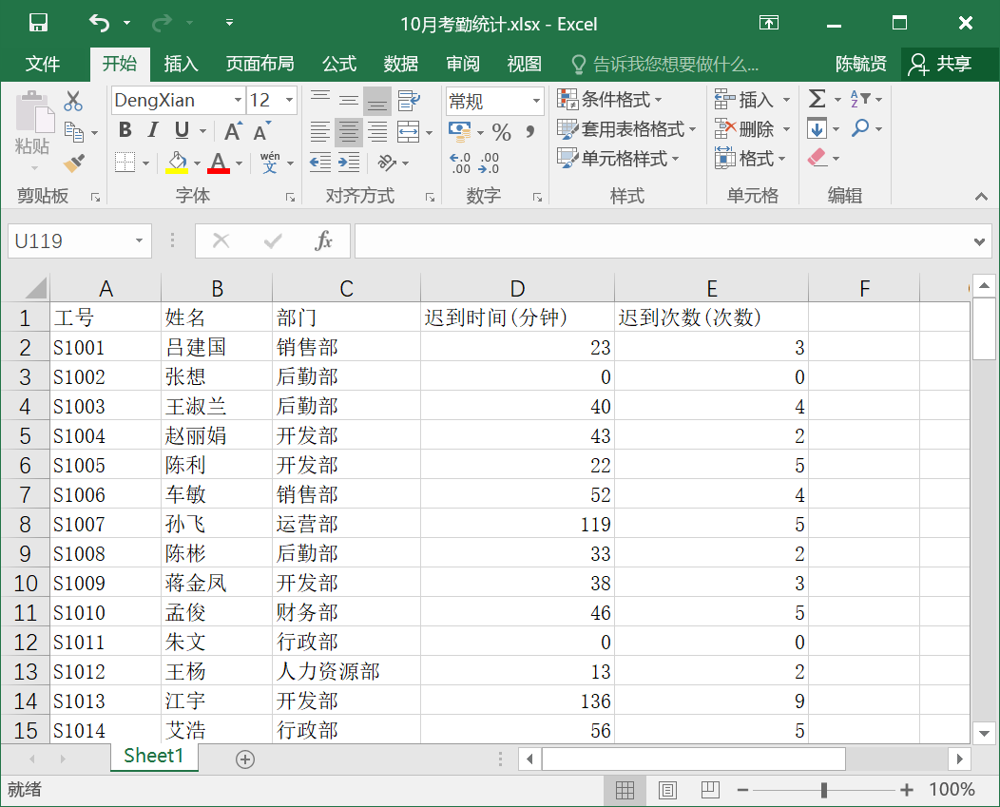 10月考勤统计.xlsx - Excel
文件 开始 插入 页面布局 公式 数据 审阅 视图 告诉我您想要做什么... 陈毓贤 共享
DengXian 12 常规 条件格式 插入
粘贴 B I U A A % , 套用表格格式 删除
A wén 文 .00 .00 单元格样式 格式
剪贴板 字体 对齐方式 数字 样式 单元格 编辑
U119 fx
A B C D E F
1 工号 姓名 部门 迟到时间(分钟) 迟到次数(次数)
2 S1001 吕建国 销售部 23 3
3 S1002 张想 后勤部 0 0
4 S1003 王淑兰 后勤部 40 4
5 S1004 赵丽娟 开发部 43 2
6 S1005 陈利 开发部 22 5
7 S1006 车敏 销售部 52 4
8 S1007 孙飞 运营部 119 5
9 S1008 陈彬 后勤部 33 2
10 S1009 蒋金凤 开发部 38 3
11 S1010 孟俊 财务部 46 5
12 S1011 朱文 行政部 0 0
13 S1012 王杨 人力资源部 13 2
14 S1013 江宇 开发部 136 9
15 S1014 艾浩 行政部 56 5
Sheet1
就绪 100%